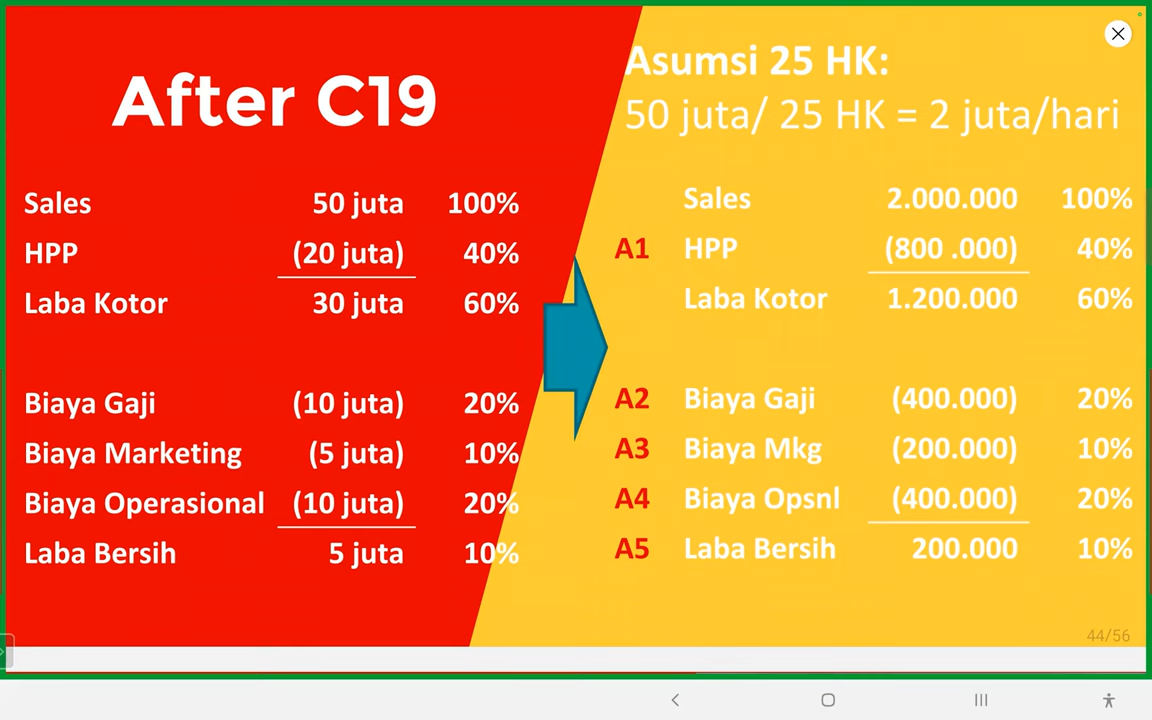 After C19
Sales 50 juta 100%
HPP (20 juta) 40%
Laba Kotor 30 juta 60%
Biaya Gaji (10 juta) 20%
Biaya Marketing (5 juta) 10%
Biaya Operasional (10 juta) 20%
Laba Bersih 5 juta 10%
Asumsi 25 HK:
50 juta/ 25 HK = 2 juta/hari
Sales 2.000.000 100%
A1 HPP (800 .000) 40%
Laba Kotor 1.200.000 60%
A2 Biaya Gaji (400.000) 20%
A3 Biaya Mkg (200.000) 10%
A4 Biaya Opsnl (400.000) 20%
A5 Laba Bersih 200.000 10%
44/56